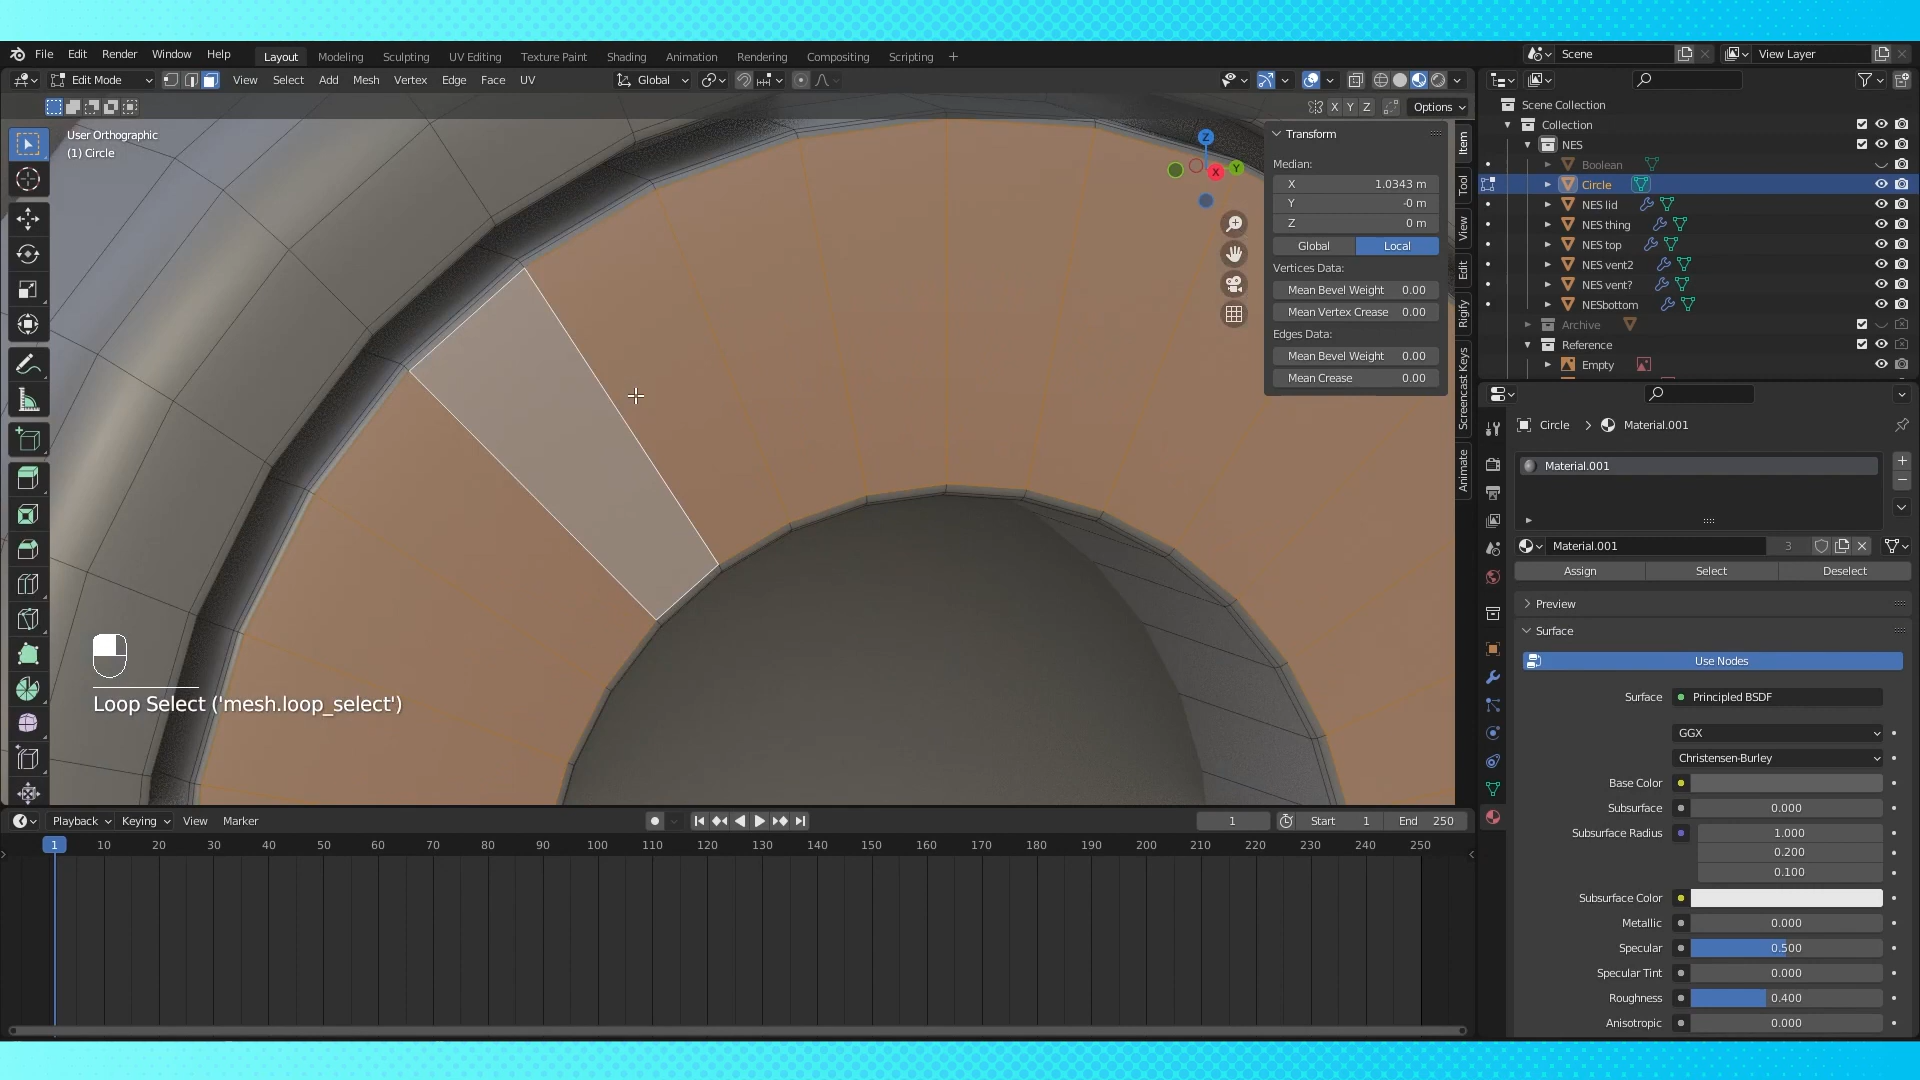 File Edit Render Window Help Layout Modeling Sculpting UV Editing Texture Paint Shading Animation Rendering Compositing Scripting + Scene View Layer
Edit Mode View Select Add Mesh Vertex Edge Face UV Global
X Y Z Options
User Orthographic
(1) Circle
Z
Y
X
Transform
Median:
X 1.0343 m
Y -0 m
Z 0 m
Global Local
Vertices Data:
Mean Bevel Weight 0.00
Mean Vertex Crease 0.00
Edges Data:
Mean Bevel Weight 0.00
Mean Crease 0.00
Item
Tool
View
Edit
Rigify
Screencast Keys
Animate
Loop Select ('mesh.loop_select')
Scene Collection
Collection
NES
Boolean
Circle
NES lid
NES thing
NES top
NES vent2
NES vent?
NESbottom
Archive
Reference
Empty
Circle > Material.001
Material.001
Material.001 3
Assign Select Deselect
Preview
Surface
Use Nodes
Surface Principled BSDF
GGX
Christensen-Burley
Base Color
Subsurface 0.000
Subsurface Radius 1.000
0.200
0.100
Subsurface Color
Metallic 0.000
Specular 0.500
Specular Tint 0.000
Roughness 0.400
Anisotropic 0.000
Playback Keying View Marker 1 Start 1 End 250
1 10 20 30 40 50 60 70 80 90 100 110 120 130 140 150 160 170 180 190 200 210 220 230 240 250